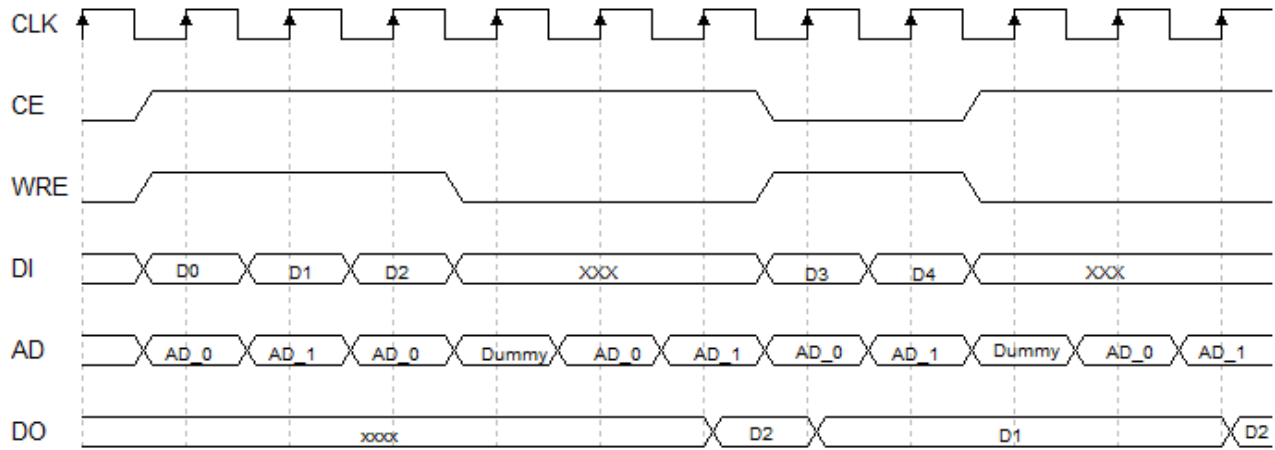 CLK
CE
WRE
DI D0 D1 D2 XXX D3 D4 XXX
AD AD_0 AD_1 AD_0 Dummy AD_0 AD_1 AD_0 AD_1 Dummy AD_0 AD_1
DO xxxx D2 D1 D2